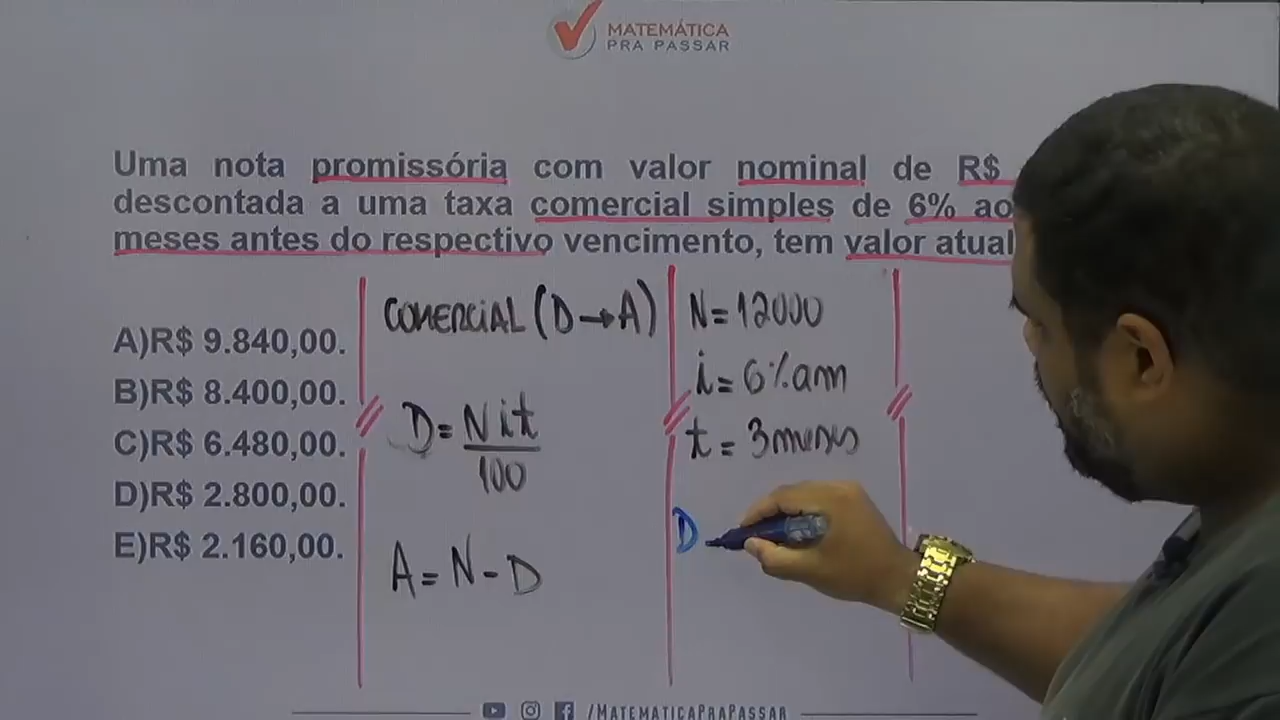 MATEMÁTICA
PRA PASSAR
Uma nota promissória com valor nominal de R$
descontada a uma taxa comercial simples de 6% ao
meses antes do respectivo vencimento, tem valor atual
A)R$ 9.840,00.
B)R$ 8.400,00.
C)R$ 6.480,00.
D)R$ 2.800,00.
E)R$ 2.160,00.
COMERCIAL (D→A)
D = Nit
100
A = N - D
N = 12000
i = 6% am
t = 3 meses
D
/MATEMATICAPRAPASSAR